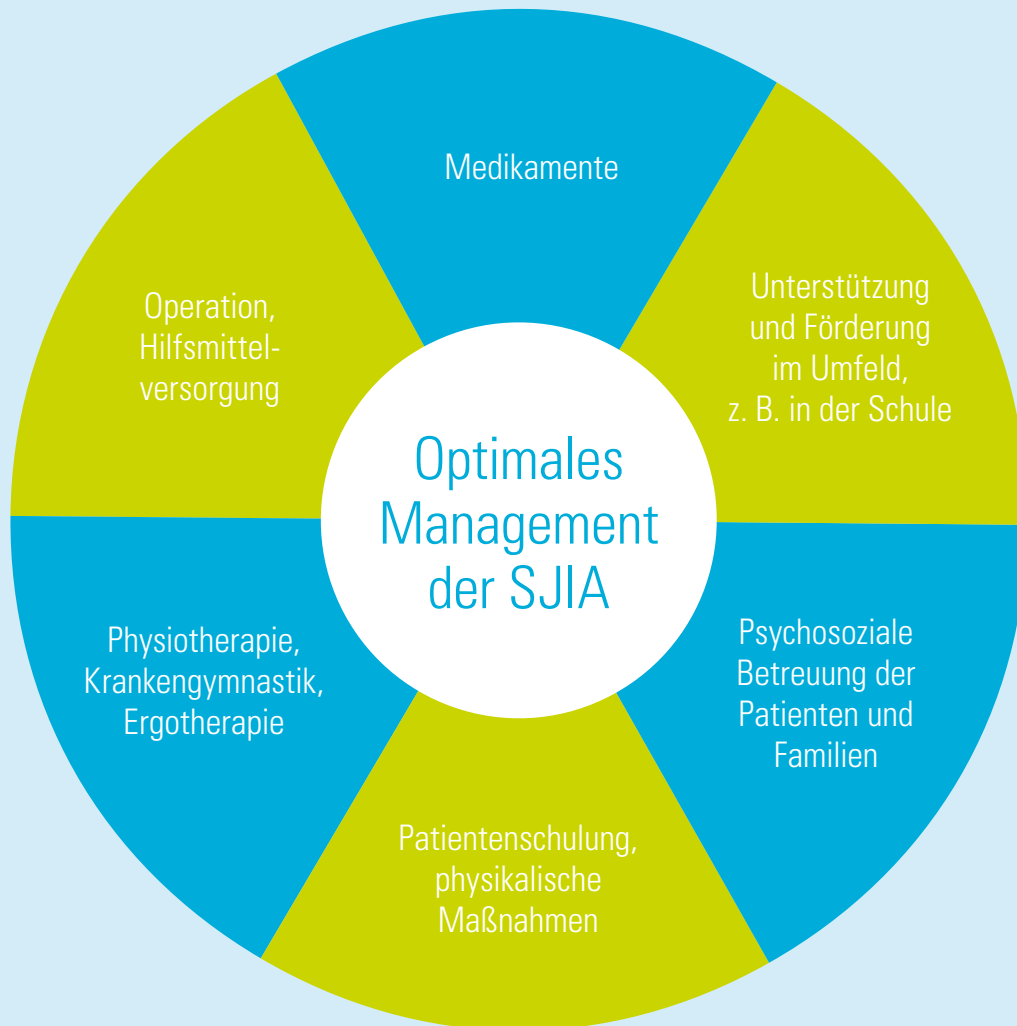 Medikamente
Unterstützung
und Förderung
im Umfeld,
z. B. in der Schule
Psychosoziale
Betreuung der
Patienten und
Familien
Patientenschulung,
physikalische
Maßnahmen
Physiotherapie,
Krankengymnastik,
Ergotherapie
Operation,
Hilfsmittel-
versorgung
Optimales
Management
der SJIA